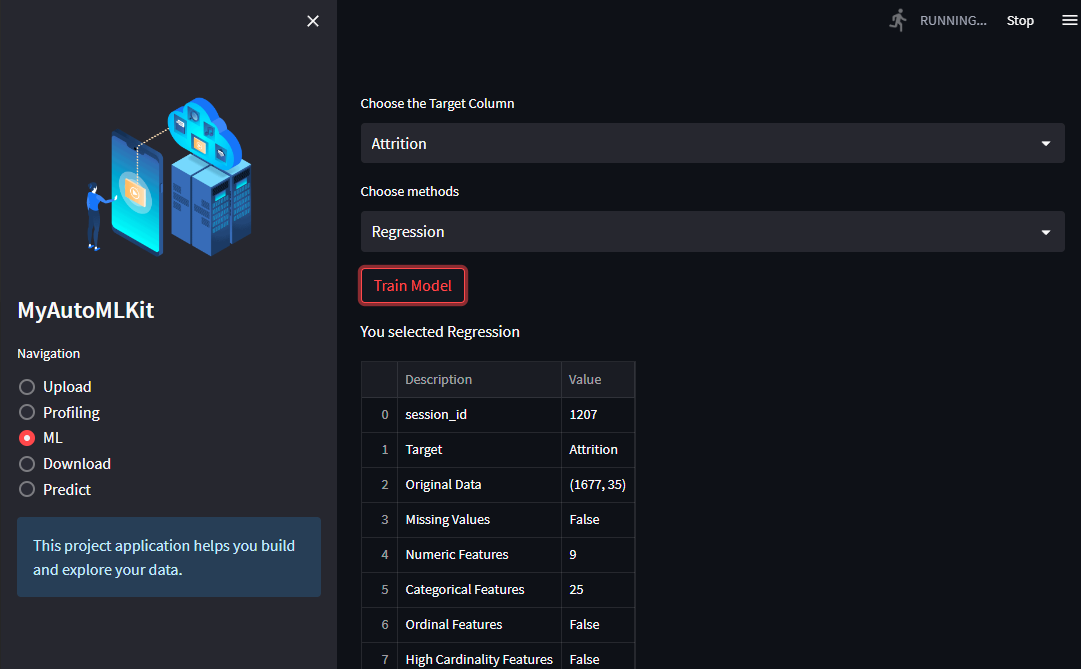 RUNNING...
Stop
MyAutoMLKit
Navigation
Upload
Profiling
ML
Download
Predict
This project application helps you build
and explore your data.
Choose the Target Column
Attrition
Choose methods
Regression
Train Model
You selected Regression
Description Value
0 session_id 1207
1 Target Attrition
2 Original Data (1677, 35)
3 Missing Values False
4 Numeric Features 9
5 Categorical Features 25
6 Ordinal Features False
7 High Cardinality Features False